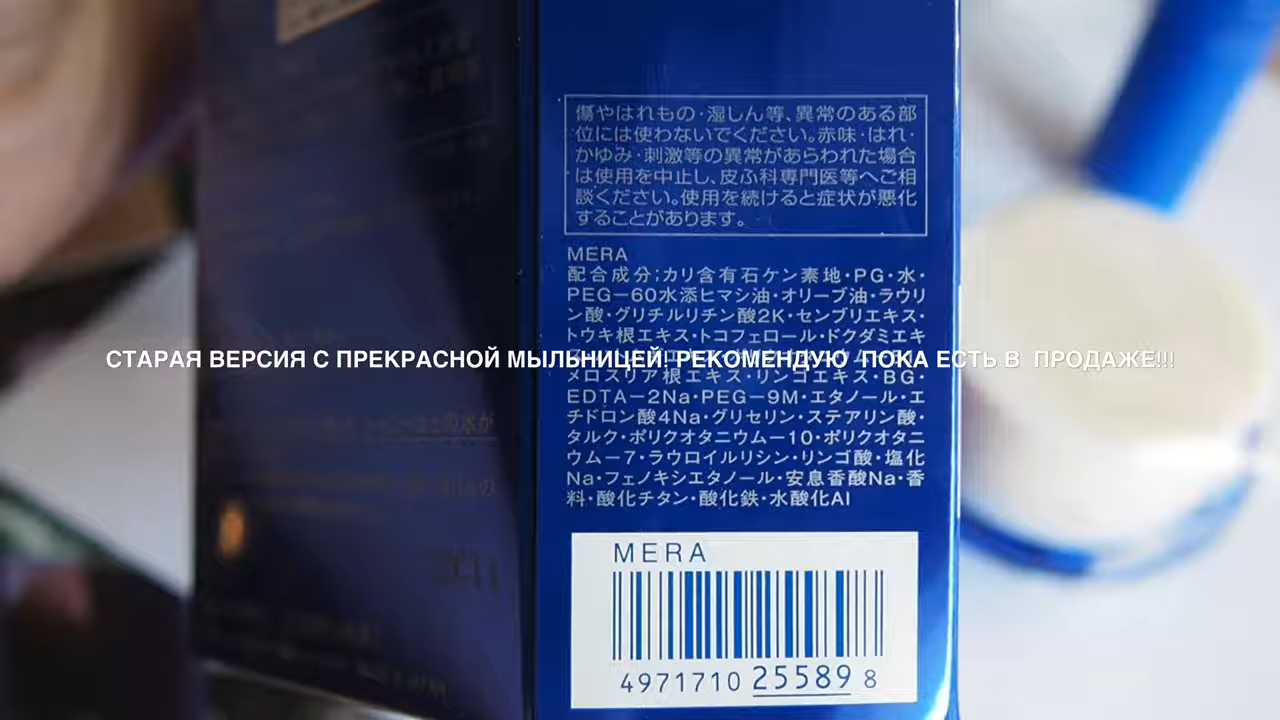 傷やはれもの·湿しん等、異常のある部
位には使わないでください。赤味·はれ·
かゆみ·刺激等の異常があらわれた場合
は使用を中止し、皮ふ科専門医等へご相
談ください。使用を続けると症状が悪化
することがあります。
MERA
配合成分;カリ含有石ケン素地·PG·水·
PEG-60水添ヒマシ油·オリーブ油·ラウリ
ン酸·グリチルリチン酸2K·センブリエキス·
トウキ根エキス·トコフェロール·ドクダミエキ
СТАРАЯ ВЕРСИЯ С ПРЕКРАСНОЙ МЫЛЬНИЦЕЙ! РЕКОМЕНДУЮ ПОКА ЕСТЬ В ПРОДАЖЕ!!!
メロスリア根エキス·リンゴエキス·BG·
EDTA-2Na·PEG-9M·エタノール·エ
チドロン酸4Na·グリセリン·ステアリン酸·
タルク·ポリクオタニウム-10·ポリクオタニ
ウム-7·ラウロイルリシン·リンゴ酸·塩化
Na·フェノキシエタノール·安息香酸Na·香
料·酸化チタン·酸化鉄·水酸化Al
MERA
4971710 25589 8